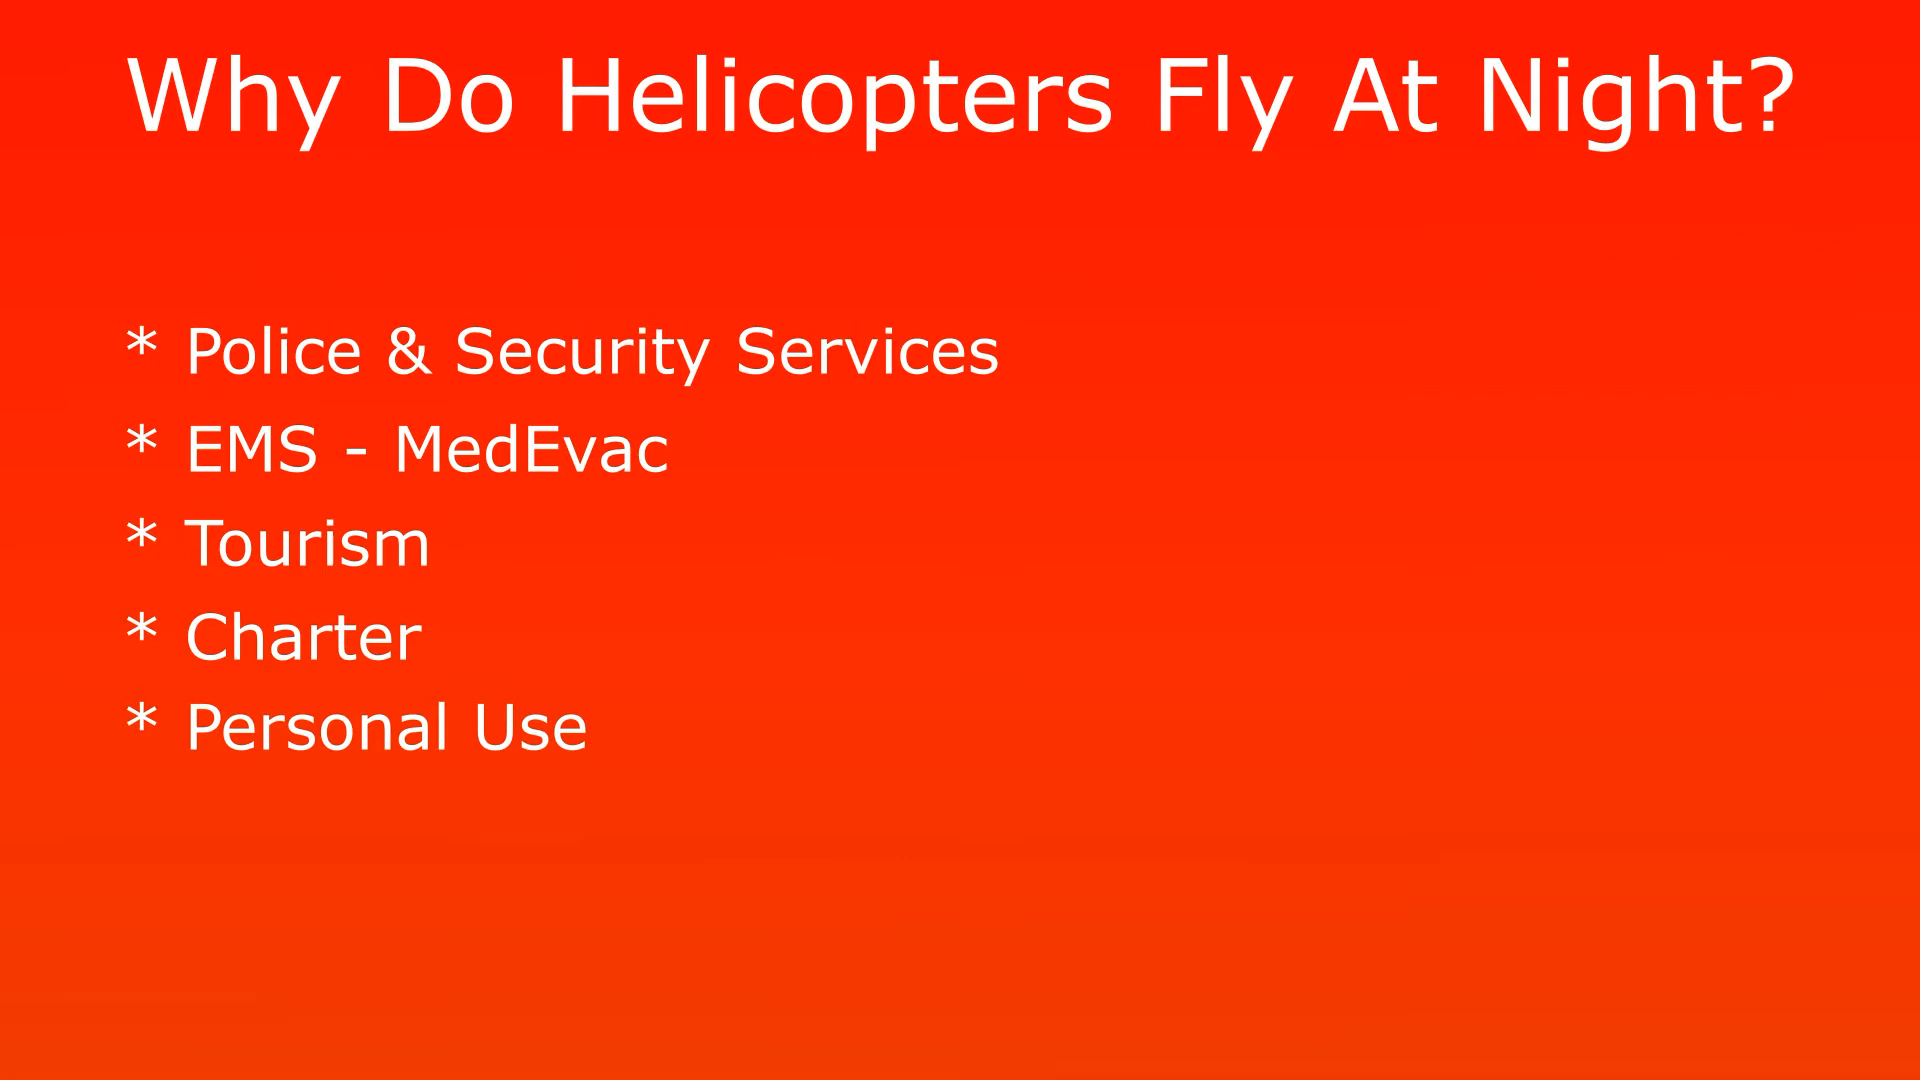 Why Do Helicopters Fly At Night?
* Police & Security Services
* EMS - MedEvac
* Tourism
* Charter
* Personal Use